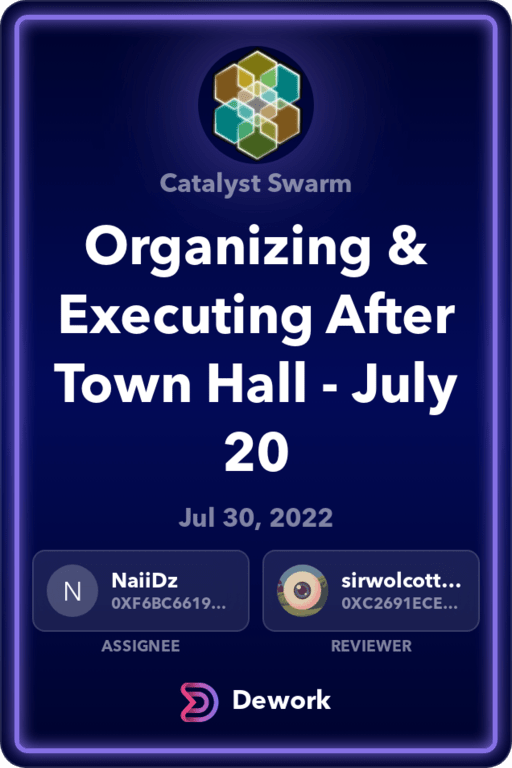 Catalyst Swarm
Organizing &
Executing After
Town Hall - July
20
Jul 30, 2022
N
NaiiDz
0XF6BC6619...
sirwolcott...
0XC2691ECE...
ASSIGNEE
REVIEWER
Dework